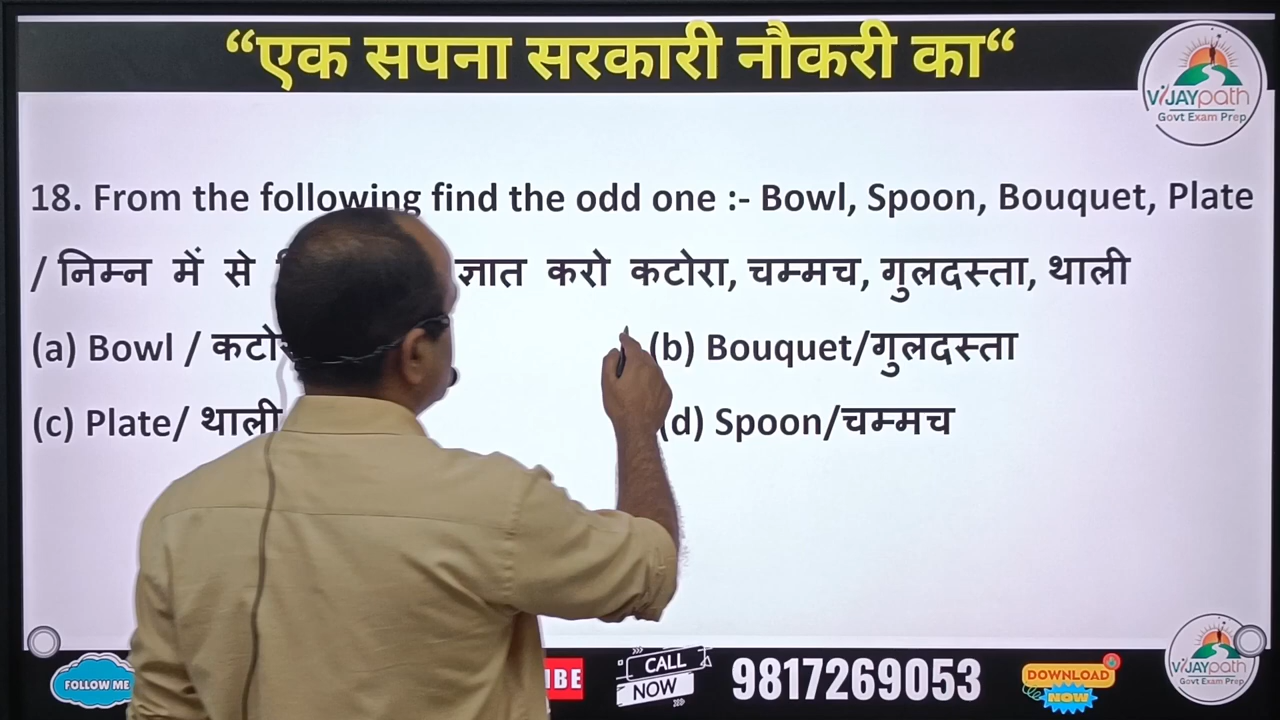 “एक सपना सरकारी नौकरी का“
VIJAYpath
Govt Exam Prep
18. From the following find the odd one :- Bowl, Spoon, Bouquet, Plate
/ निम्न में से ज्ञात करो कटोरा, चम्मच, गुलदस्ता, थाली
(a) Bowl /
(b) Bouquet/गुलदस्ता
(c) Plate/ थाली
(d) Spoon/चम्मच
FOLLOW ME
CALL
NOW
9817269053
DOWNLOAD
NOW
VIJAYpath
Govt Exam Prep